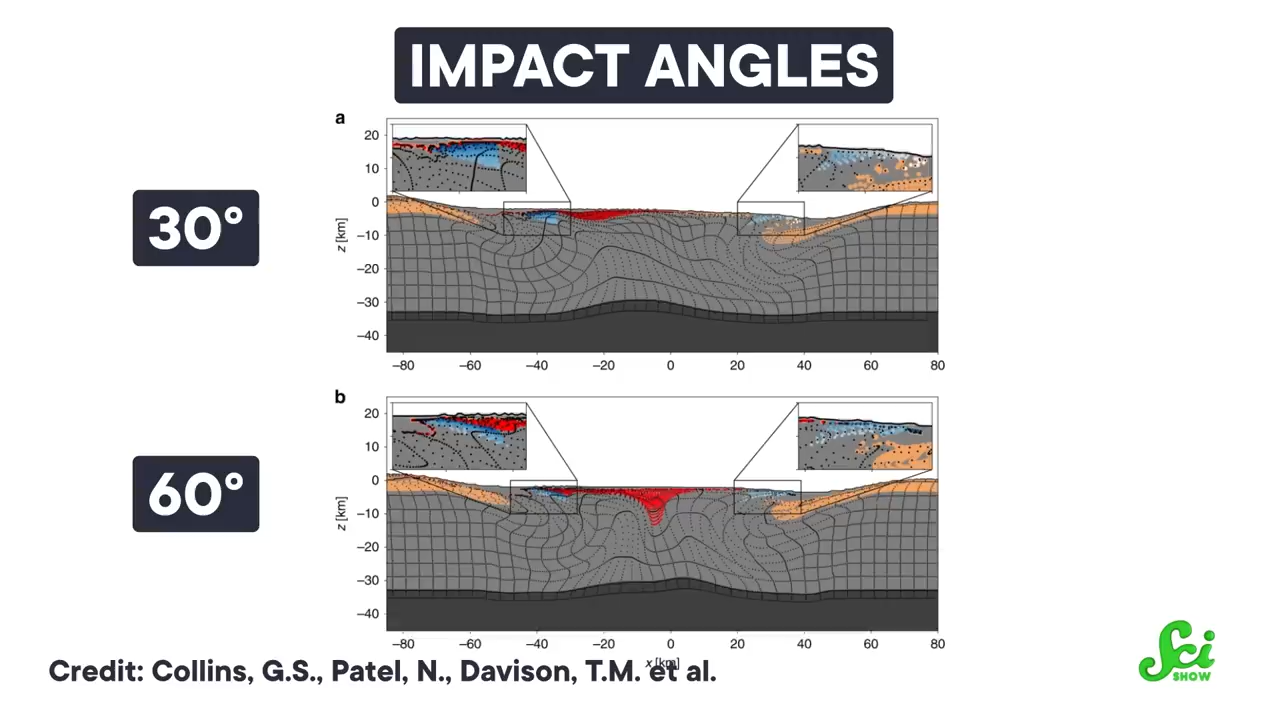 IMPACT ANGLES
a
30°
z [km]
20
10
0
−10
−20
−30
−40
−80 −60 −40 −20 0 20 40 60 80
b
60°
z [km]
20
10
0
−10
−20
−30
−40
−80 −60 −40 −20 0 20 40 60 80
x [km]
Credit: Collins, G.S., Patel, N., Davison, T.M. et al.
Sci
SHOW